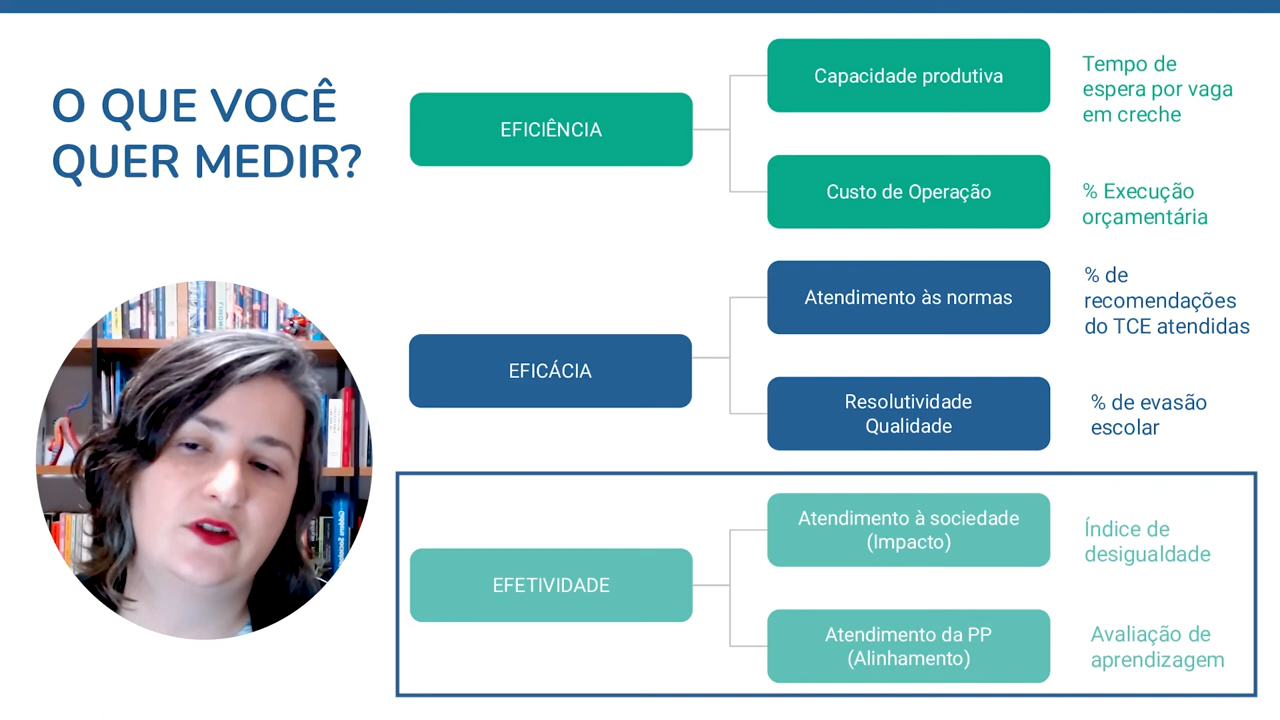 O QUE VOCÊ
QUER MEDIR?
EFICIÊNCIA
Capacidade produtiva
Tempo de
espera por vaga
em creche
Custo de Operação
% Execução
orçamentária
EFICÁCIA
Atendimento às normas
% de
recomendações
do TCE atendidas
Resolutividade
Qualidade
% de evasão
escolar
EFETIVIDADE
Atendimento à sociedade
(Impacto)
Índice de
desigualdade
Atendimento da PP
(Alinhamento)
Avaliação de
aprendizagem